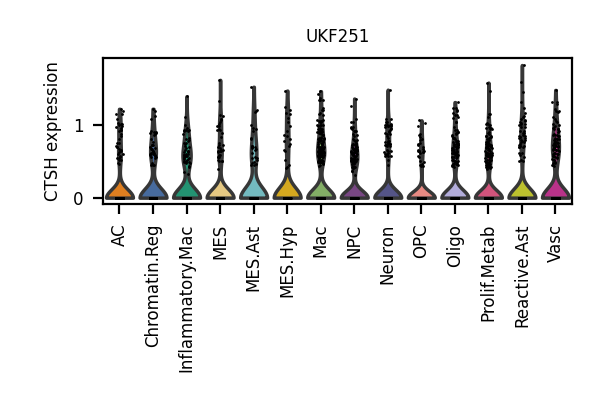 UKF251
CTSH expression
1
0
AC
Chromatin.Reg
Inflammatory.Mac
MES
MES.Ast
MES.Hyp
Mac
NPC
Neuron
OPC
Oligo
Prolif.Metab
Reactive.Ast
Vasc